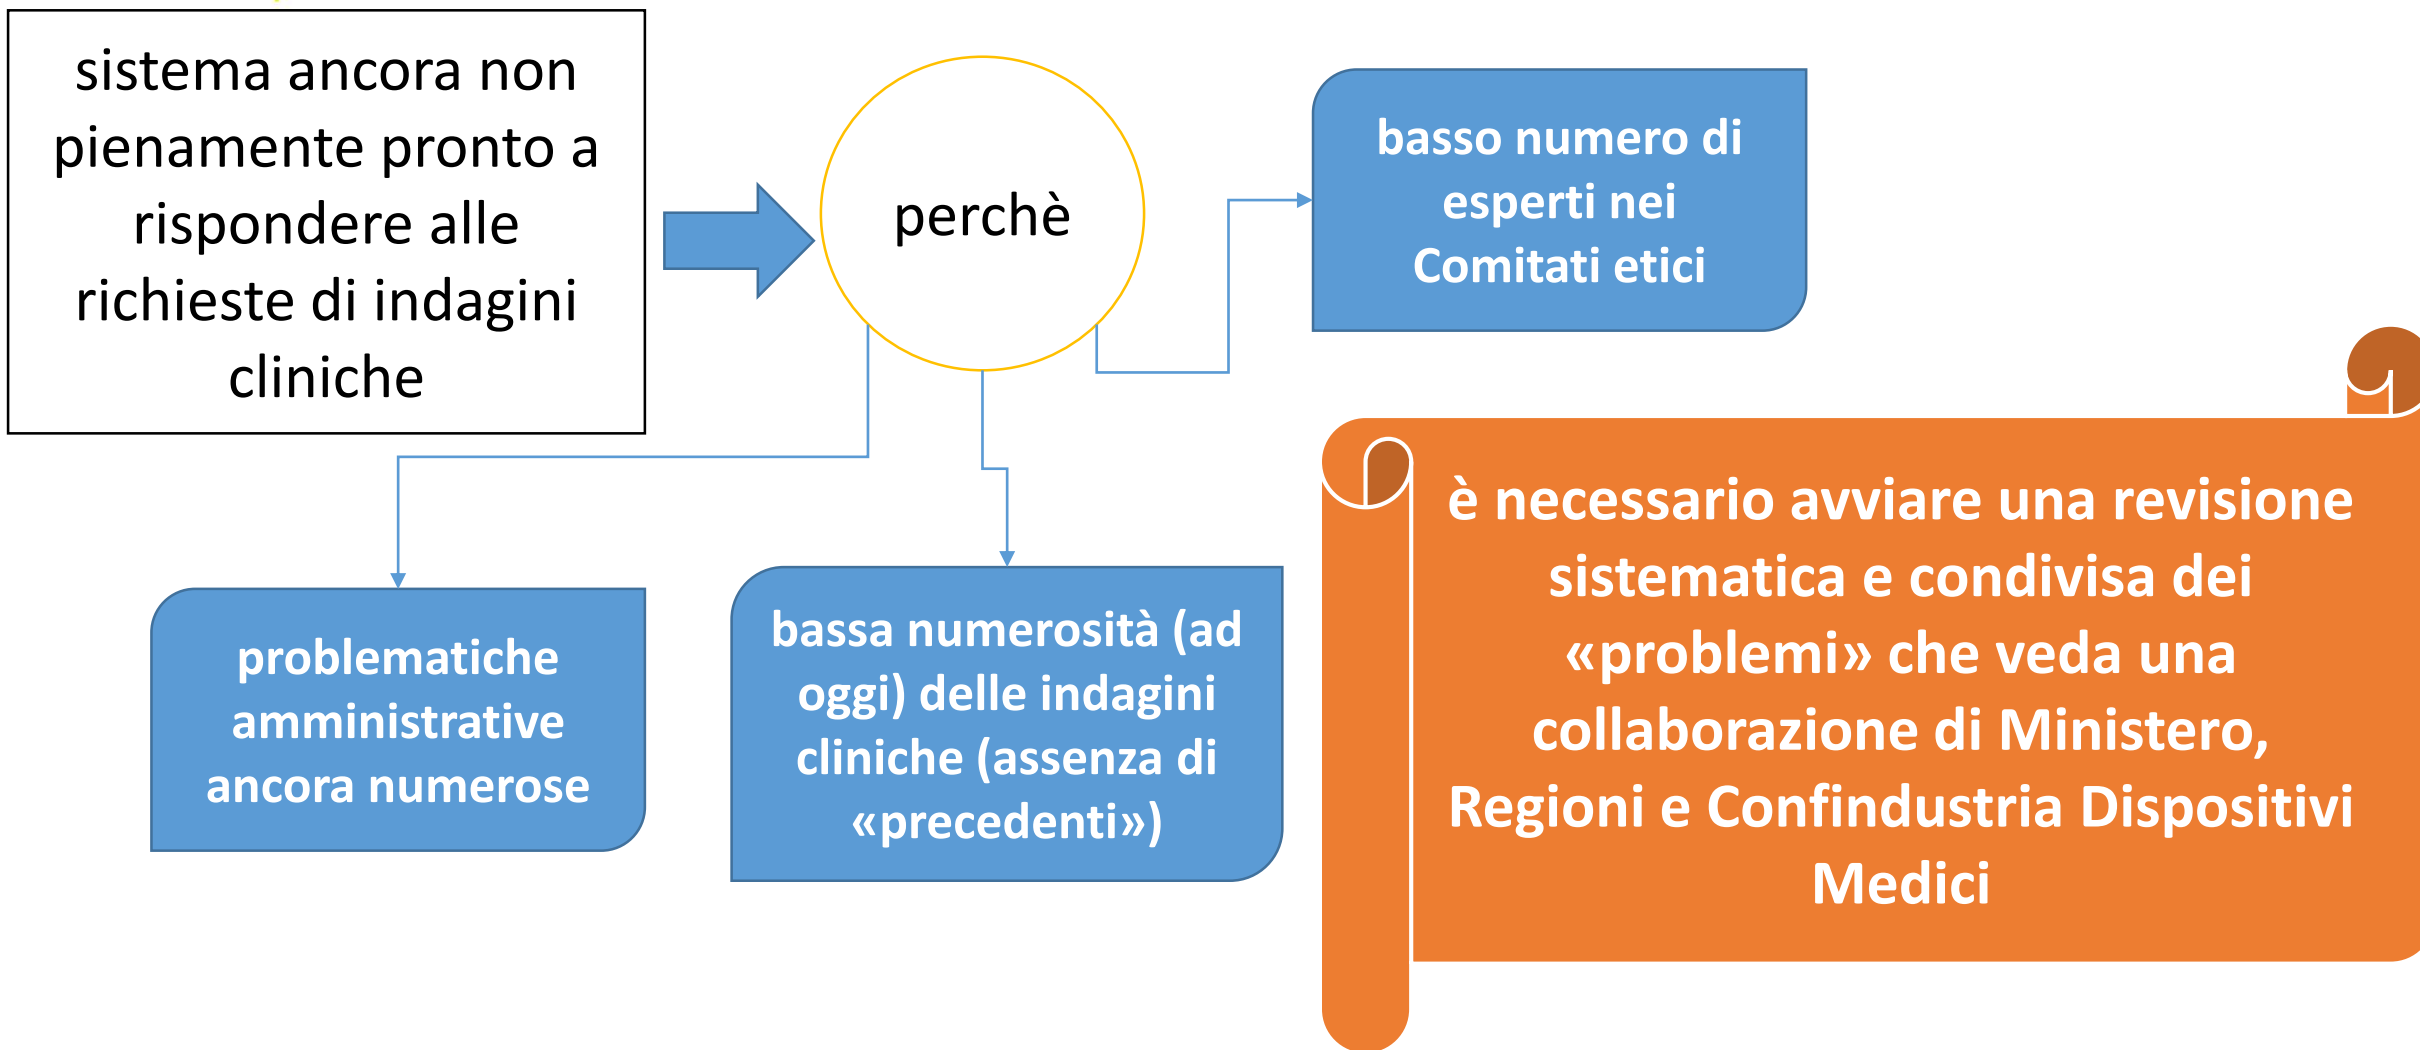 sistema ancora non
pienamente pronto a
rispondere alle
richieste di indagini
cliniche
perchè
basso numero di
esperti nei
Comitati etici
problematiche
amministrative
ancora numerose
bassa numerosità (ad
oggi) delle indagini
cliniche (assenza di
«precedenti»)
è necessario avviare una revisione
sistematica e condivisa dei
«problemi» che veda una
collaborazione di Ministero,
Regioni e Confindustria Dispositivi
Medici